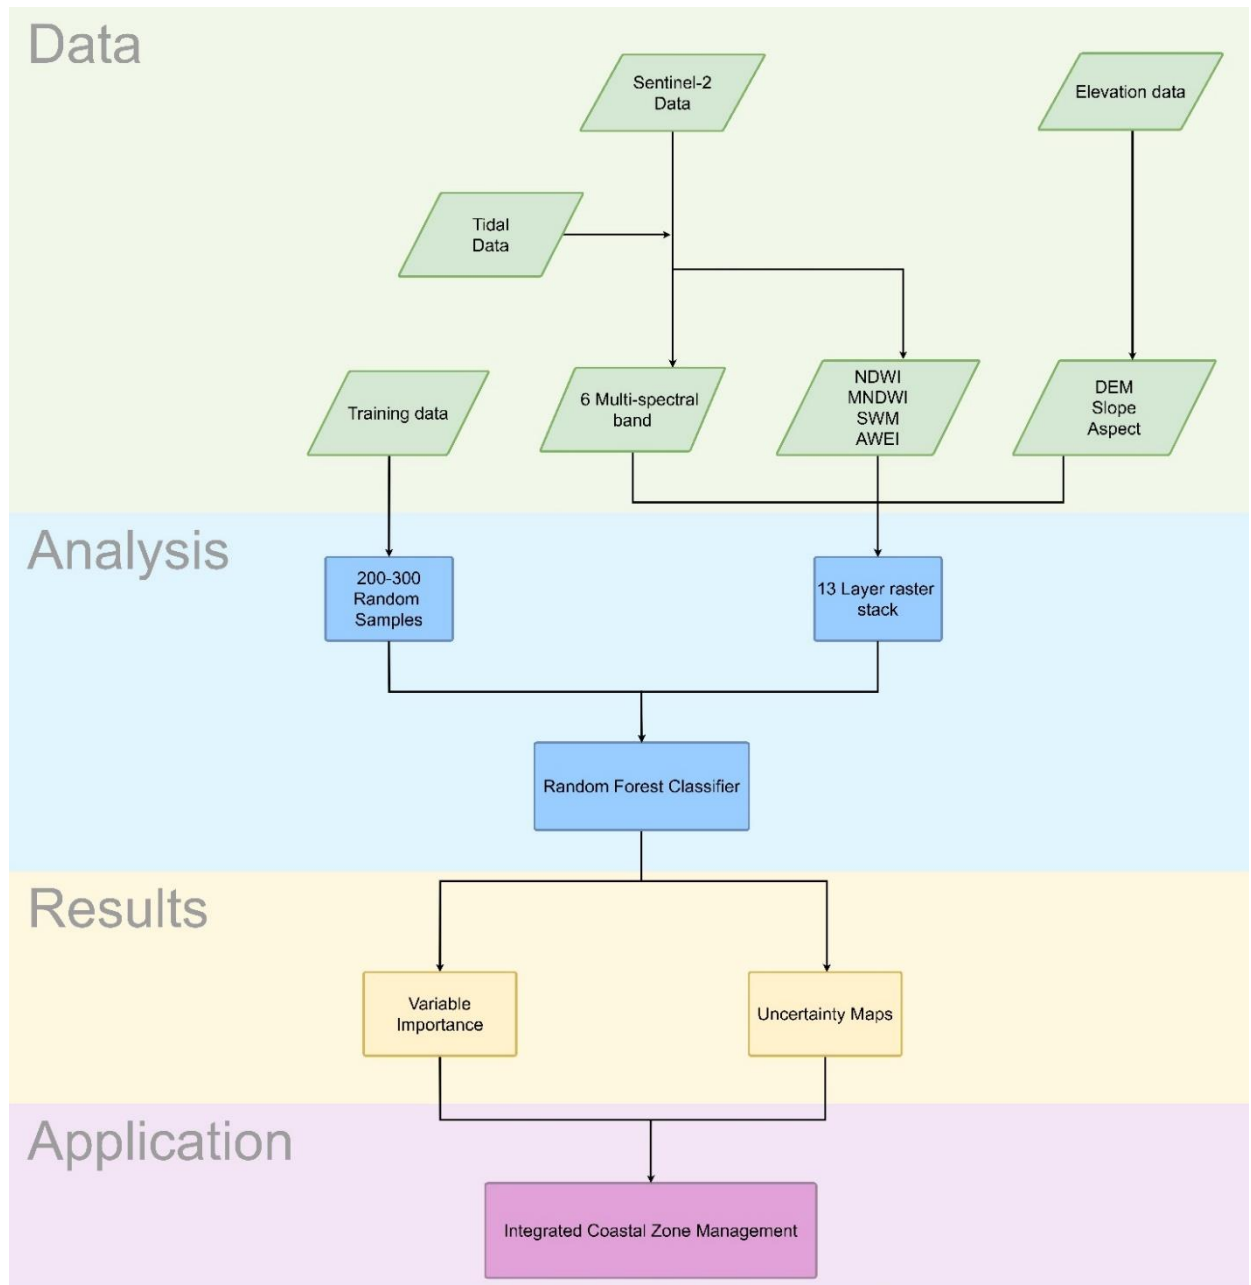 Data
Sentinel-2
Data
Elevation data
Tidal
Data
Training data
6 Multi-spectral
band
NDWI
MNDWI
SWM
AWEI
DEM
Slope
Aspect
Analysis
200-300
Random
Samples
13 Layer raster
stack
Random Forest Classifier
Results
Variable
Importance
Uncertainty Maps
Application
Integrated Coastal Zone Management